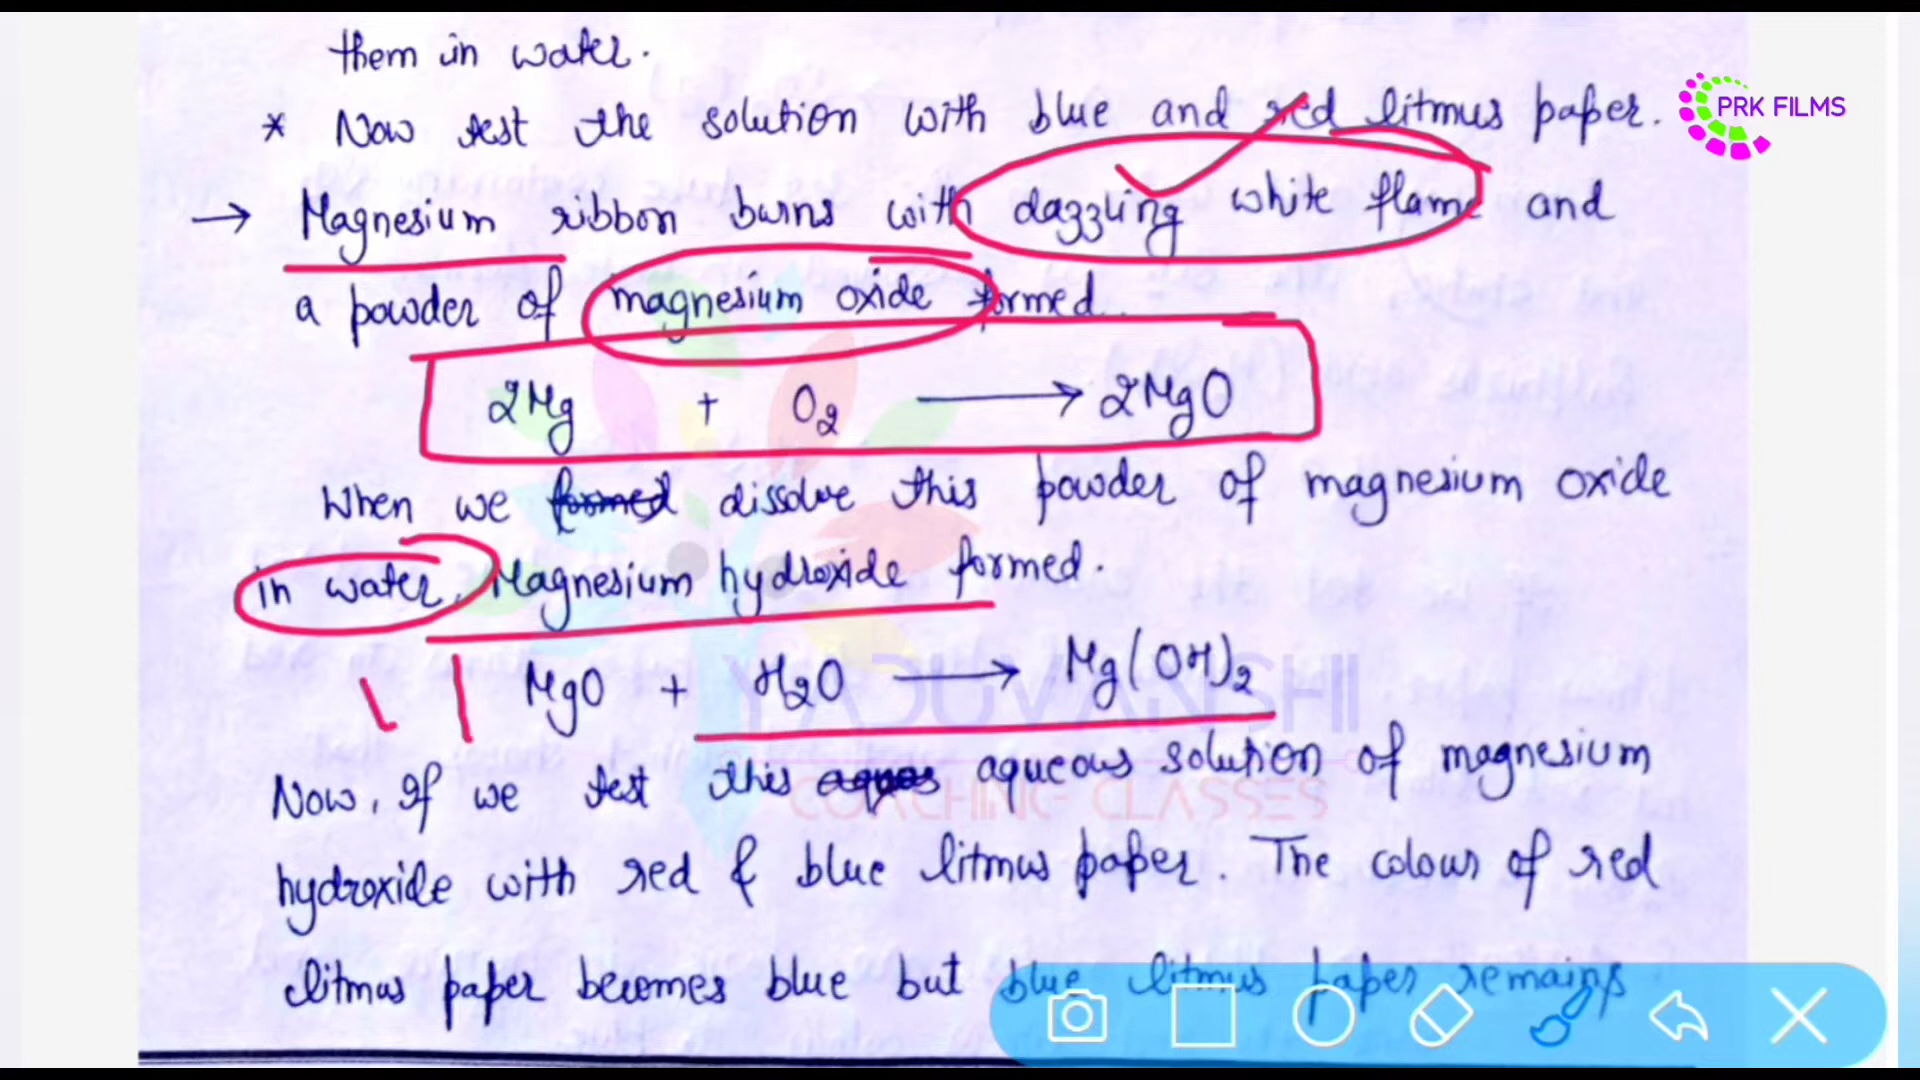 them in water.
* Now test the solution with blue and red litmus paper.
PRK FILMS
→ Magnesium ribbon burns with dazzling white flame and
a powder of magnesium oxide formed.
2Mg + O₂ → 2MgO
When we formed dissolve this powder of magnesium oxide
in water, Magnesium hydroxide formed.
MgO + H₂O → Mg(OH)₂
YADUVANSHI
Now, If we test this aques aqueous solution of magnesium
COACHING CLASSES
hydroxide with red & blue litmus paper. The colour of red
litmus paper becomes blue but blue litmus paper remains